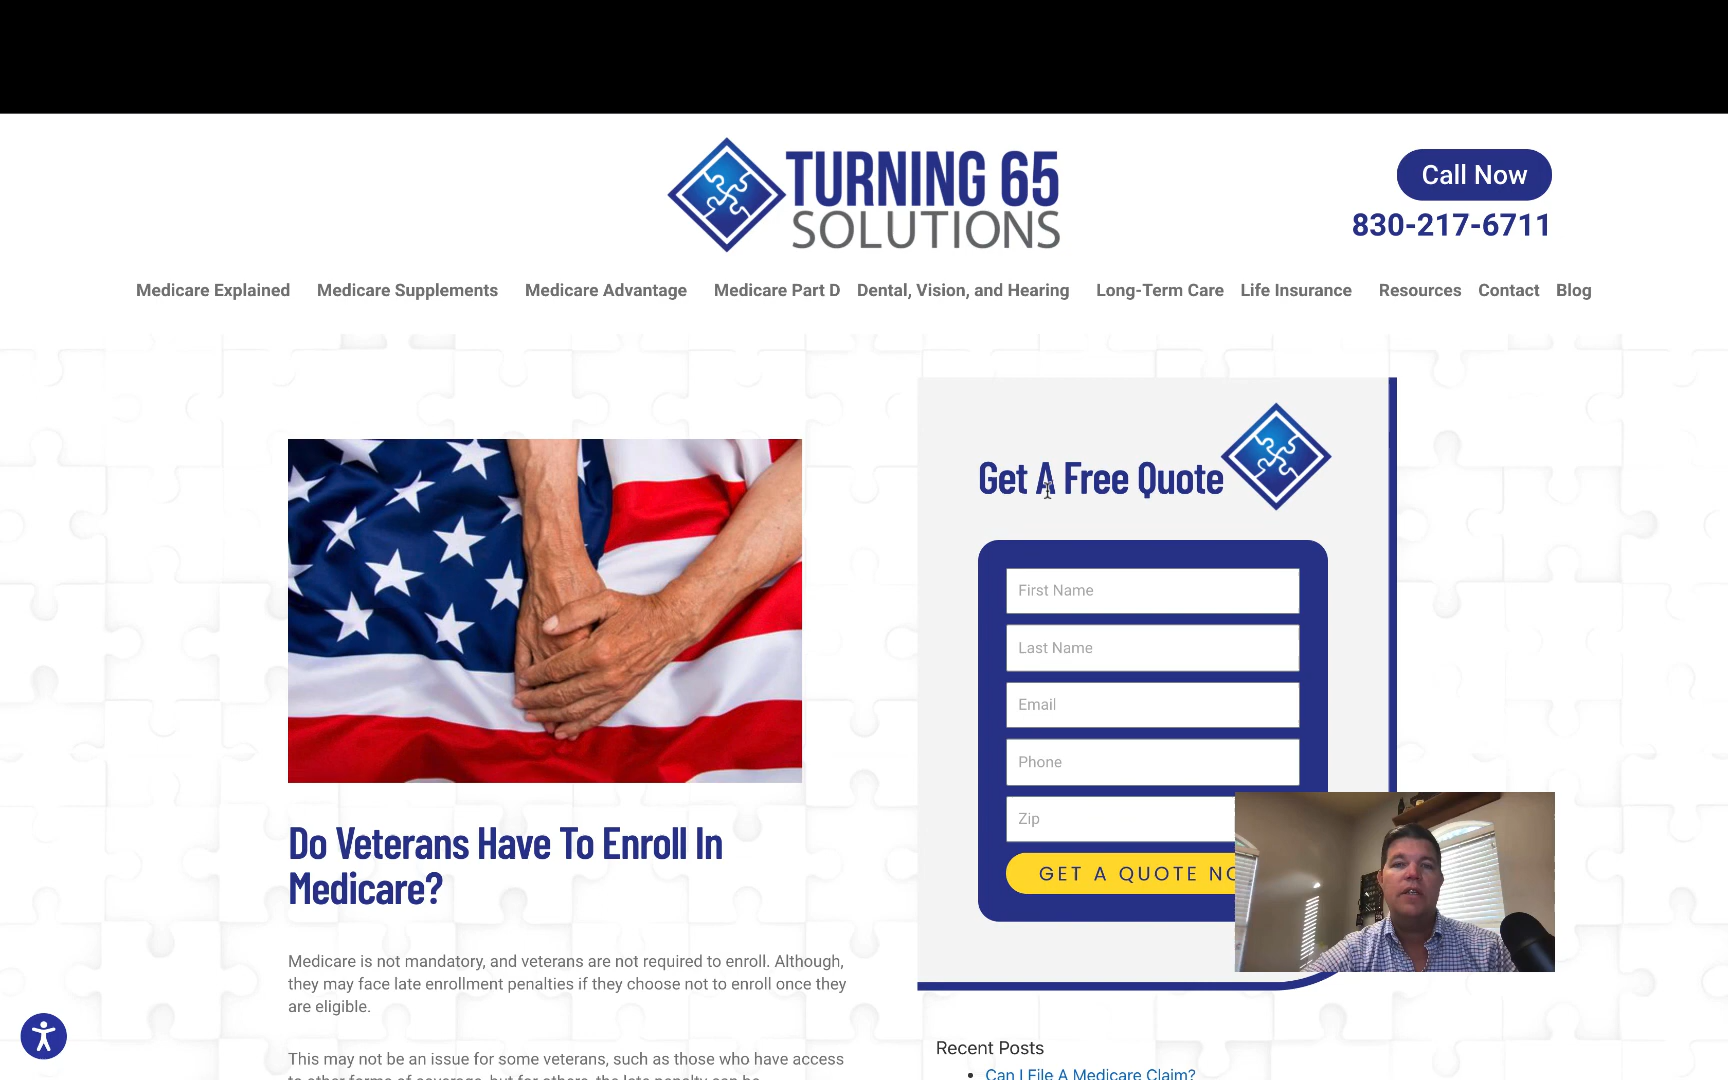 TURNING 65
SOLUTIONS
Call Now
830-217-6711
Medicare Explained Medicare Supplements Medicare Advantage Medicare Part D Dental, Vision, and Hearing Long-Term Care Life Insurance Resources Contact Blog
Get A Free Quote
First Name
Last Name
Email
Phone
Zip
GET A QUOTE
Do Veterans Have To Enroll In
Medicare?
Medicare is not mandatory, and veterans are not required to enroll. Although,
they may face late enrollment penalties if they choose not to enroll once they
are eligible.
This may not be an issue for some veterans, such as those who have access
Recent Posts
Can I File A Medicare Claim?